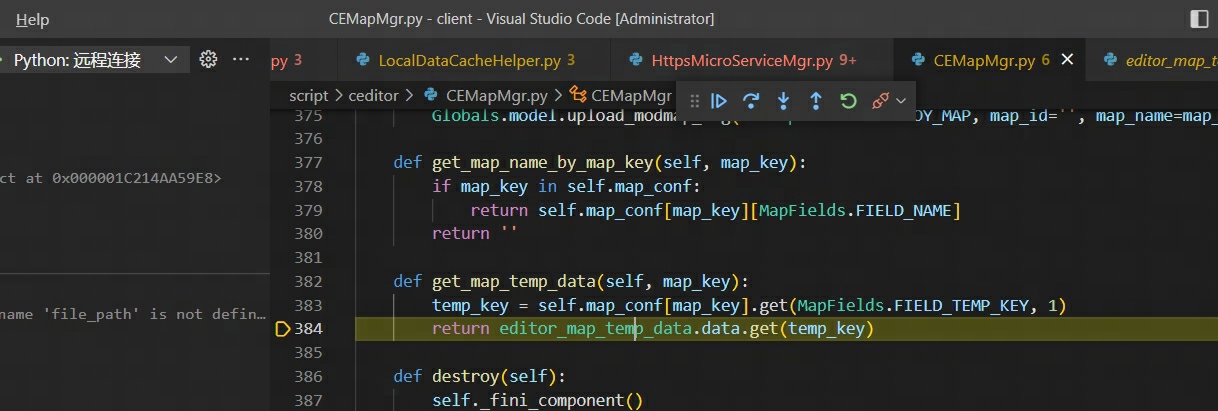 Help
CEMapMgr.py - client - Visual Studio Code [Administrator]
Python: 远程连接
py 3
LocalDataCacheHelper.py 3
HttpsMicroServiceMgr.py 9+
CEMapMgr.py 6
editor_map_t
script > ceditor > CEMapMgr.py > CEMapMgr
375 Globals.model.upload_modmap_ OY_MAP, map_id='', map_name=map_
376
377 def get_map_name_by_map_key(self, map_key):
ct at 0x000001C214AA59E8>
378 if map_key in self.map_conf:
379 return self.map_conf[map_key][MapFields.FIELD_NAME]
380 return ''
381
382 def get_map_temp_data(self, map_key):
383 temp_key = self.map_conf[map_key].get(MapFields.FIELD_TEMP_KEY, 1)
name 'file_path' is not defin…
384 return editor_map_temp_data.data.get(temp_key)
385
386 def destroy(self):
387 self._fini_component()